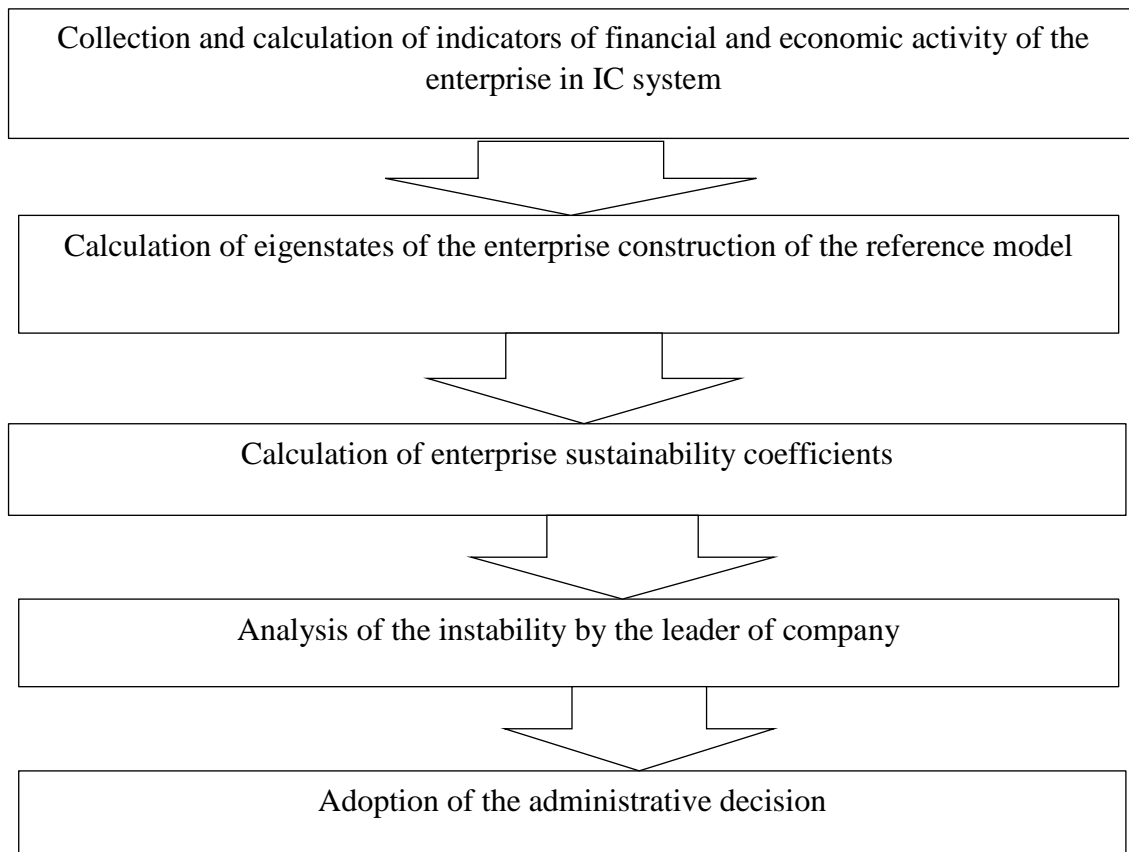 Collection and calculation of indicators of financial and economic activity of the
enterprise in IC system
Calculation of eigenstates of the enterprise construction of the reference model
Calculation of enterprise sustainability coefficients
Analysis of the instability by the leader of company
Adoption of the administrative decision